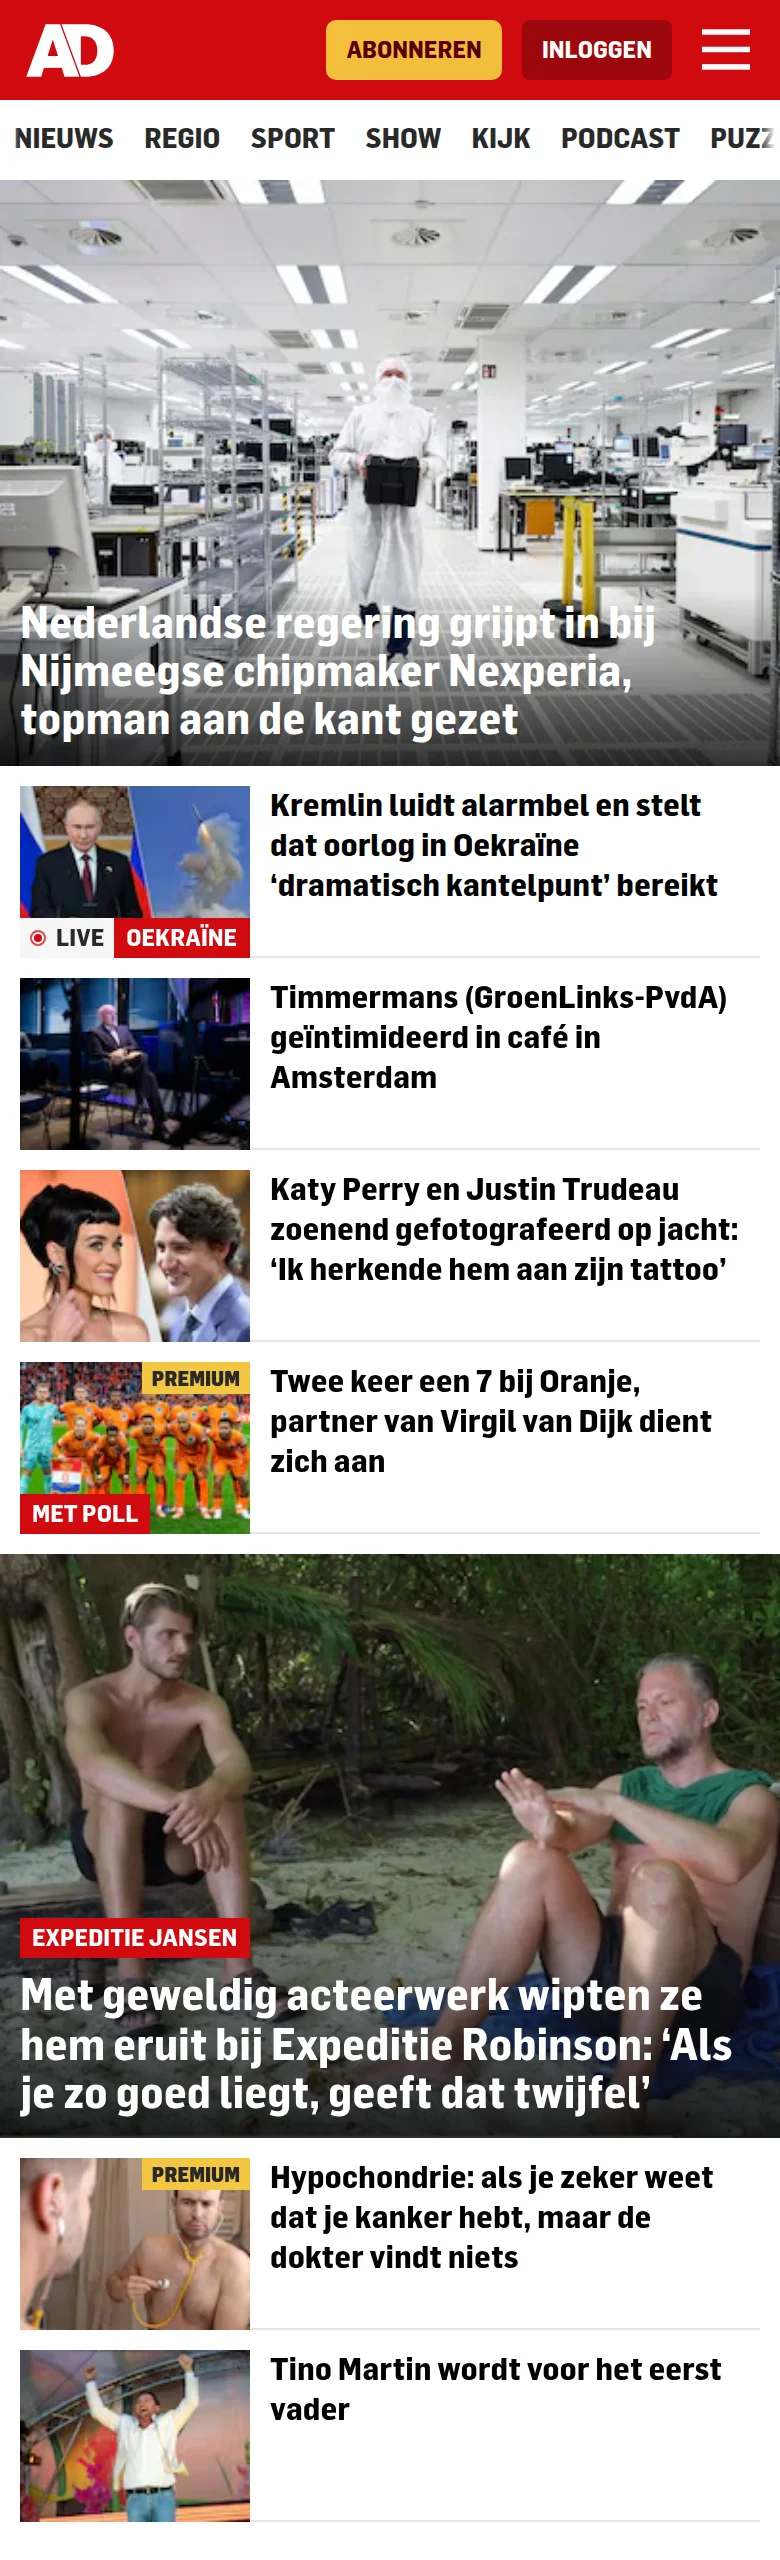 AD
ABONNEREN
INLOGGEN
NIEUWS REGIO SPORT SHOW KIJK PODCAST PUZZ
Nederlandse regering grijpt in bij
Nijmeegse chipmaker Nexperia,
topman aan de kant gezet
Kremlin luidt alarmbel en stelt
dat oorlog in Oekraïne
‘dramatisch kantelpunt’ bereikt
LIVE OEKRAÏNE
Timmermans (GroenLinks-PvdA)
geïntimideerd in café in
Amsterdam
Katy Perry en Justin Trudeau
zoenend gefotografeerd op jacht:
‘Ik herkende hem aan zijn tattoo’
PREMIUM
MET POLL
Twee keer een 7 bij Oranje,
partner van Virgil van Dijk dient
zich aan
EXPEDITIE JANSEN
Met geweldig acteerwerk wipten ze
hem eruit bij Expeditie Robinson: ‘Als
je zo goed liegt, geeft dat twijfel’
PREMIUM
Hypochondrie: als je zeker weet
dat je kanker hebt, maar de
dokter vindt niets
Tino Martin wordt voor het eerst
vader